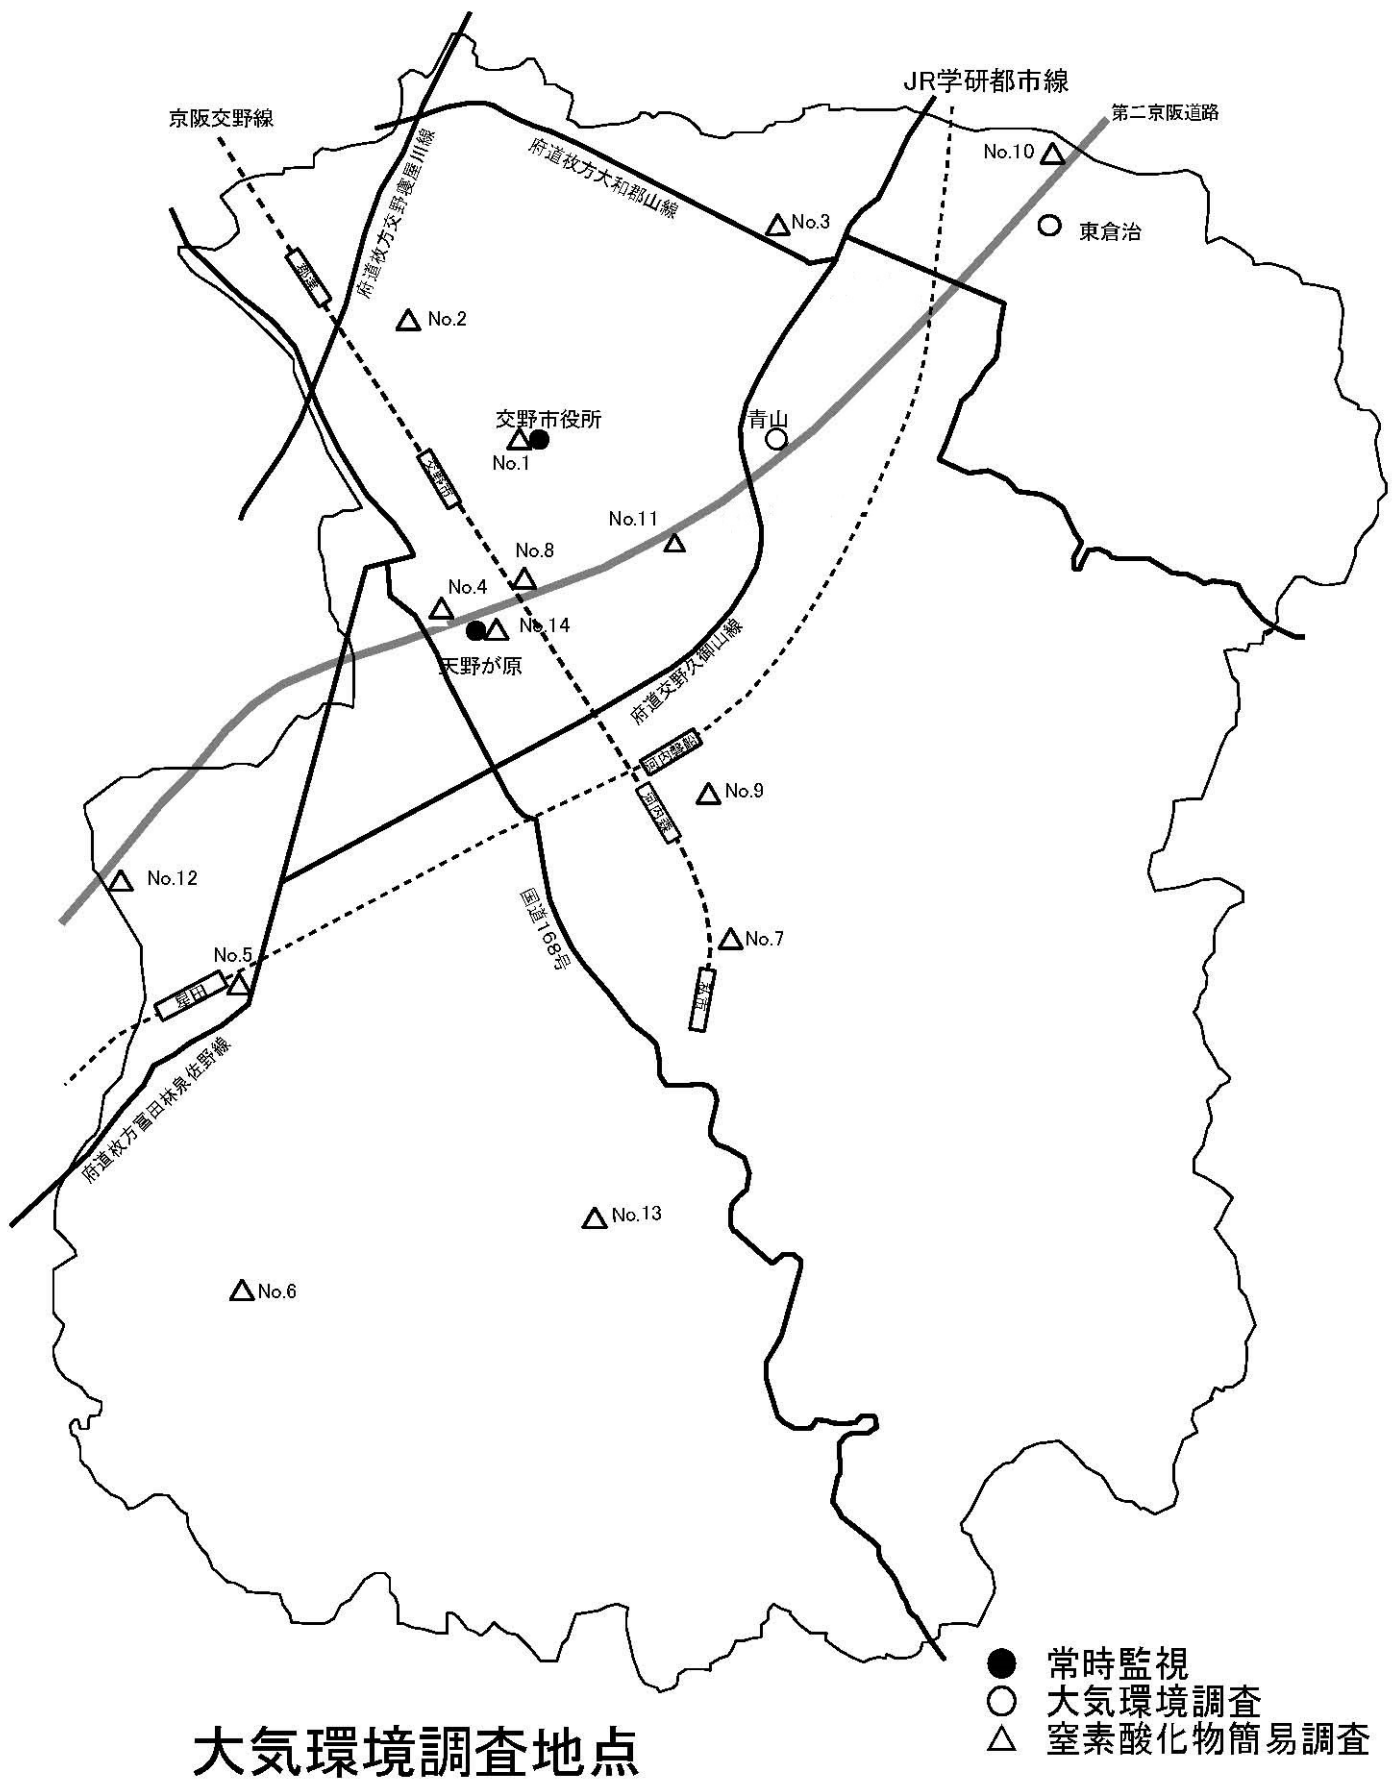 JR学研都市線
第二京阪道路
京阪交野線
府道枚方大和郡山線
No.10
府道枚方交野寝屋川線
No.3
東倉治
郡津
No.2
交野市役所
青山
No.1
交野市
No.11
No.8
No.4
No.14
天野が原
府道交野久御山線
河内磐船
No.9
河内森
No.12
国道168号
No.7
No.5
星田
私市
府道枚方富田林泉佐野線
No.13
No.6
常時監視
大気環境調査
窒素酸化物簡易調査
大気環境調査地点